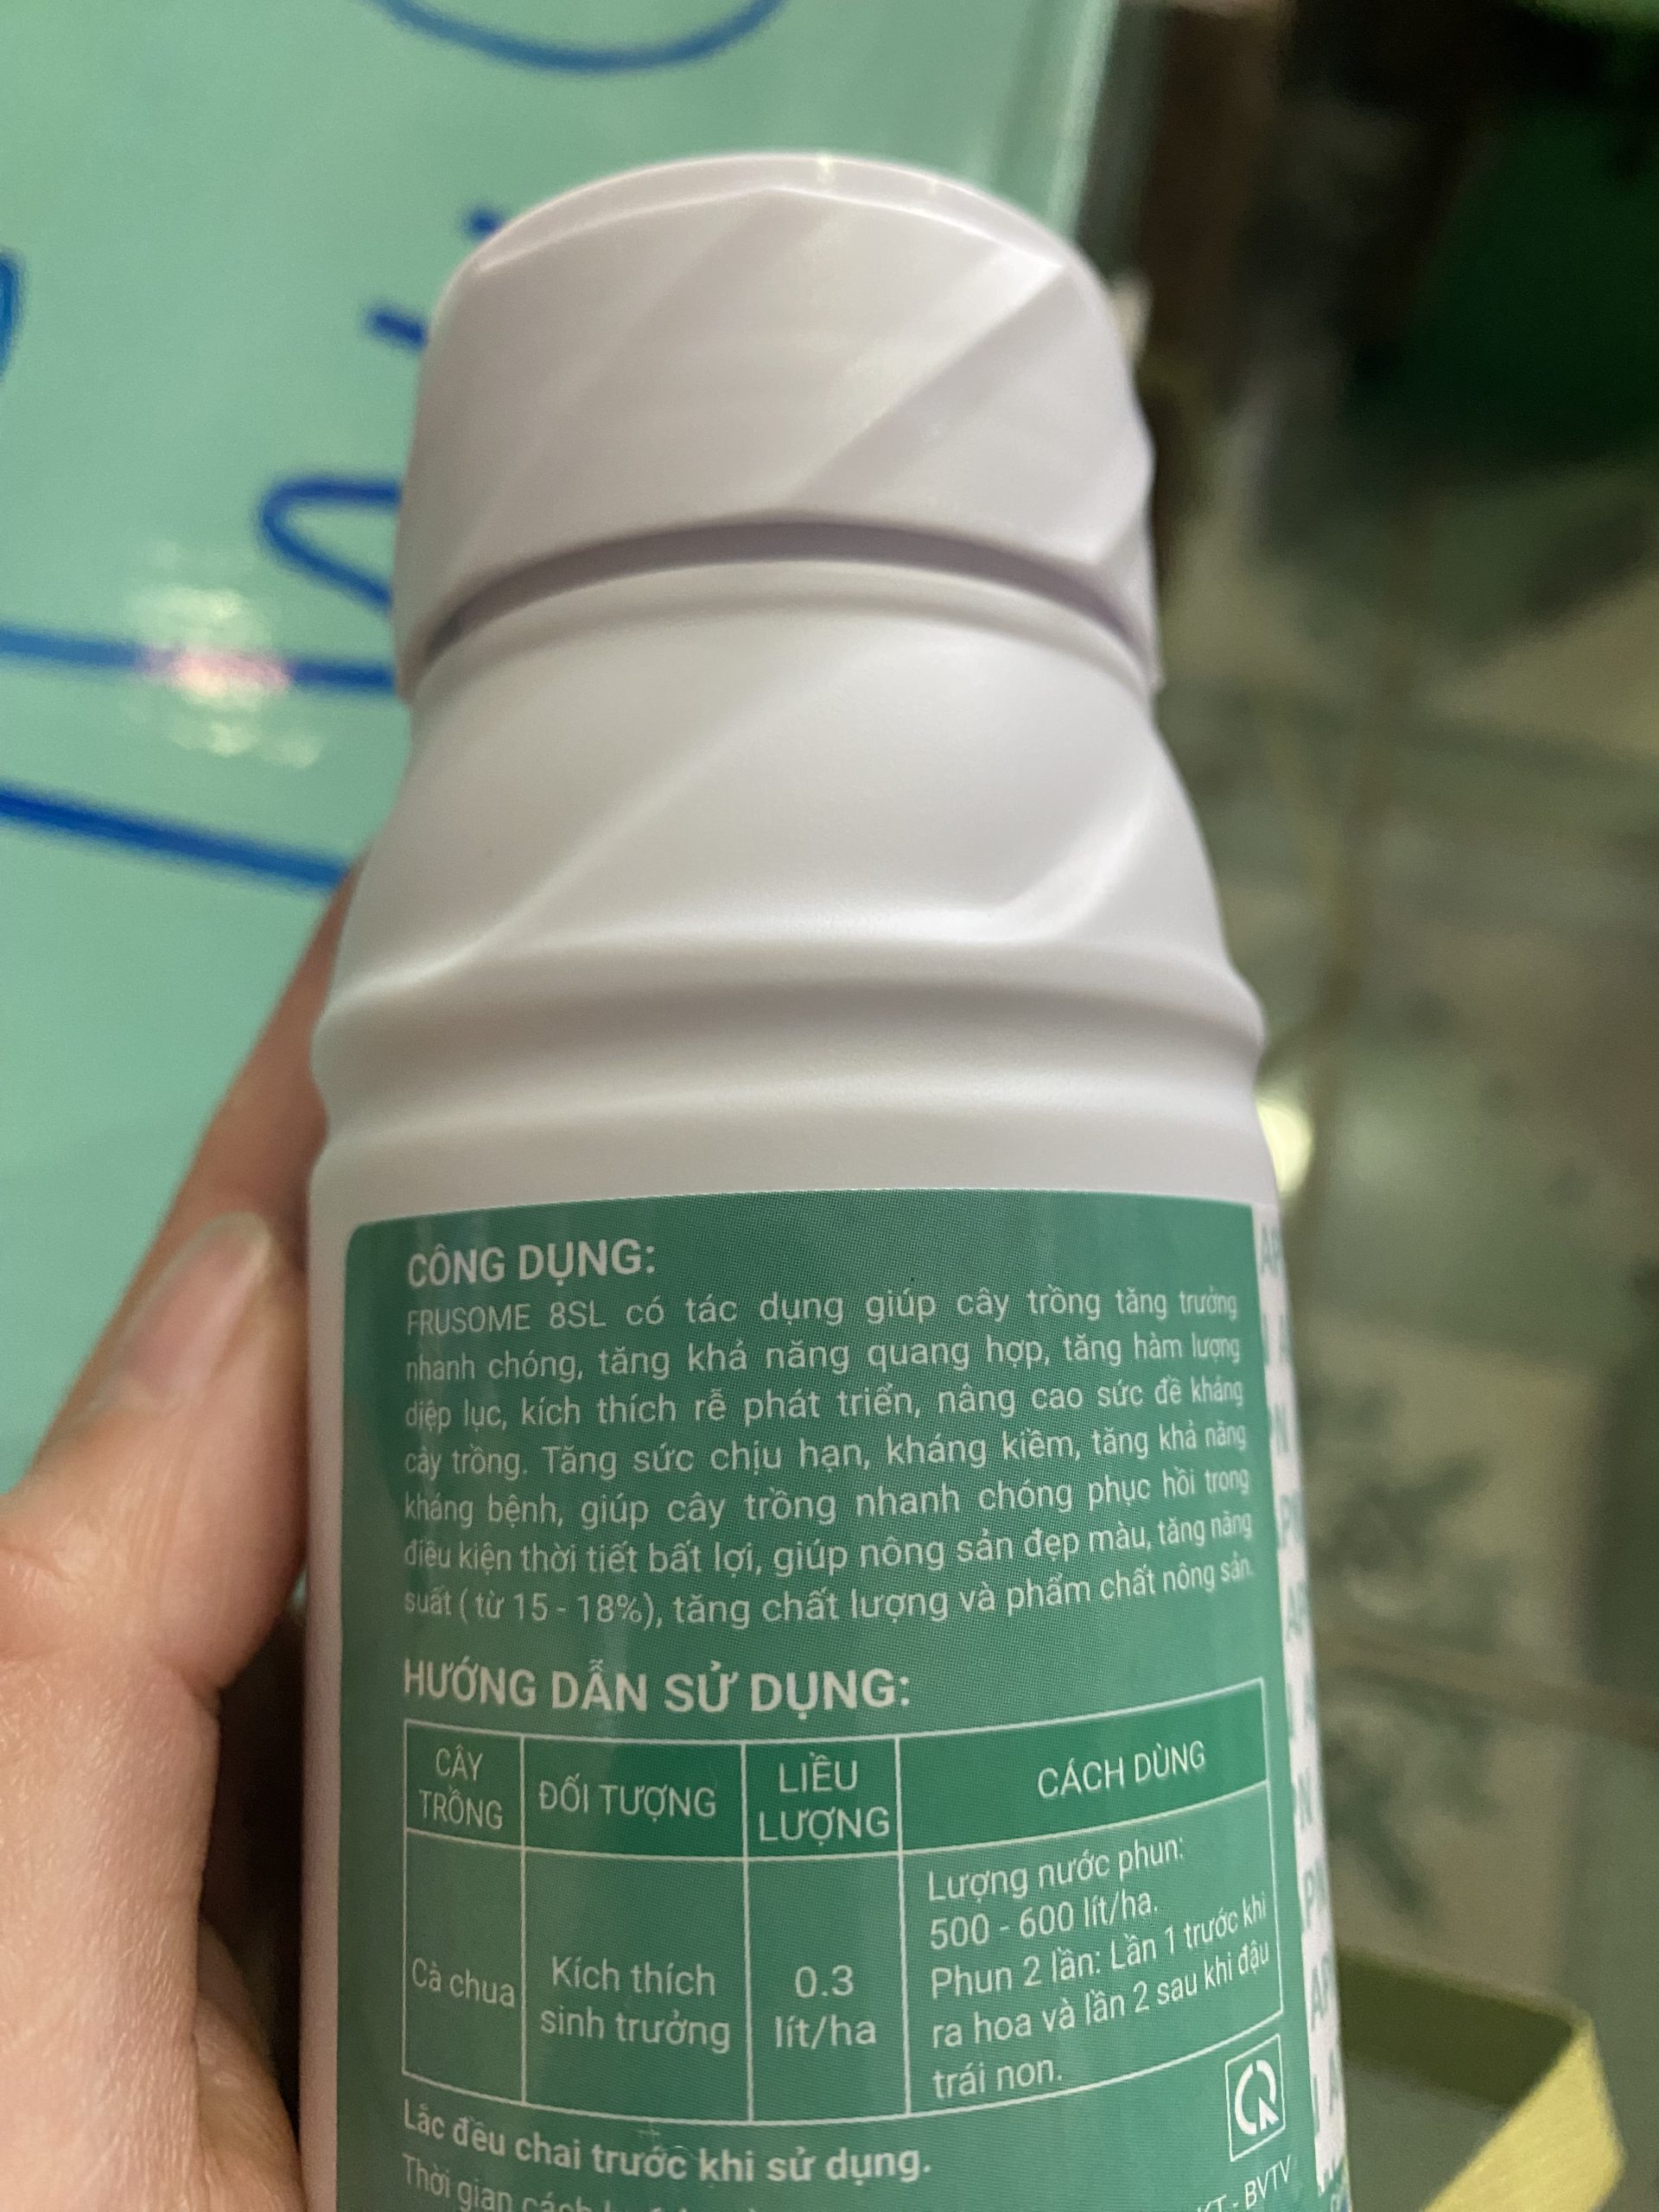 CÔNG DỤNG:
FRUSOME 8SL có tác dụng giúp cây trồng tăng trưởng
nhanh chóng, tăng khả năng quang hợp, tăng hàm lượng
diệp lục, kích thích rễ phát triển, nâng cao sức đề kháng
cây trồng. Tăng sức chịu hạn, kháng kiềm, tăng khả năng
kháng bệnh, giúp cây trồng nhanh chóng phục hồi trong
điều kiện thời tiết bất lợi, giúp nông sản đẹp màu, tăng năng
suất ( từ 15 - 18%), tăng chất lượng và phẩm chất nông sản.
HƯỚNG DẪN SỬ DỤNG:
CÂY
TRỒNG
ĐỐI TƯỢNG
LIỀU
LƯỢNG
CÁCH DÙNG
Cà chua
Kích thích
sinh trưởng
0.3
lít/ha
Lượng nước phun:
500 - 600 lít/ha.
Phun 2 lần: Lần 1 trước khi
ra hoa và lần 2 sau khi đậu
trái non.
Lắc đều chai trước khi sử dụng.
Thời gian cách
KT - BVTV